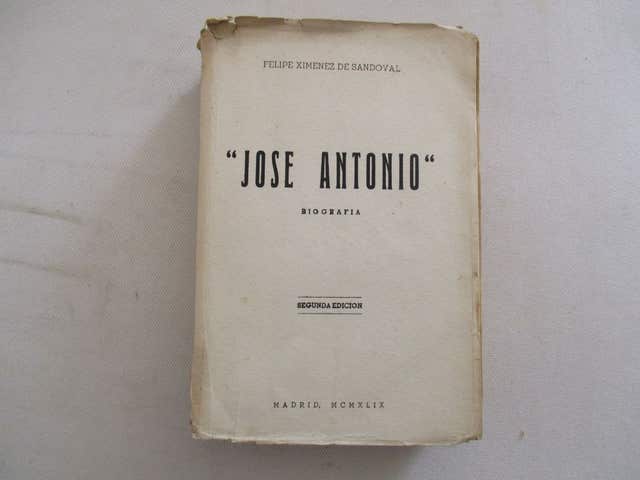 FELIPE XIMENEZ DE SANDOVAL
“JOSE ANTONIO“
BIOGRAFIA
SEGUNDA EDICION
MADRID, MCMXLIX